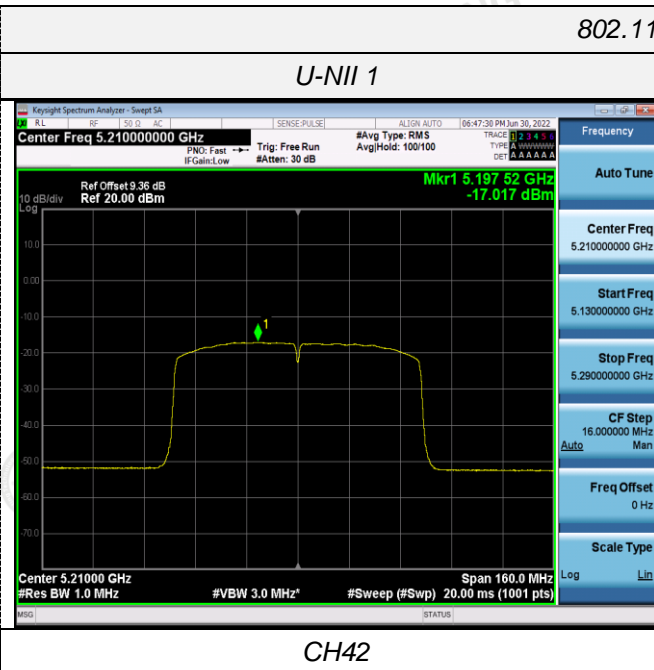 802.11
U-NII 1
Keysight Spectrum Analyzer - Swept SA
RL RF 50 Ω AC SENSE:PULSE ALIGN AUTO 06:47:30 PM Jun 30, 2022
Center Freq 5.210000000 GHz #Avg Type: RMS TRACE 1 2 3 4 5 6
PNO: Fast Trig: Free Run Avg|Hold: 100/100 TYPE A WWWWW
IFGain:Low #Atten: 30 dB DET A A A A A A
Mkr1 5.197 52 GHz
-17.017 dBm
Ref Offset 9.36 dB
10 dB/div Ref 20.00 dBm
Log
10.0
0.00
1
-10.0
-20.0
-30.0
-40.0
-50.0
-60.0
-70.0
Center 5.21000 GHz Span 160.0 MHz
#Res BW 1.0 MHz #VBW 3.0 MHz* #Sweep (#Swp) 20.00 ms (1001 pts)
MSG STATUS
Frequency
Auto Tune
Center Freq
5.210000000 GHz
Start Freq
5.130000000 GHz
Stop Freq
5.290000000 GHz
CF Step
16.000000 MHz
Auto Man
Freq Offset
0 Hz
Scale Type
Log Lin
CH42